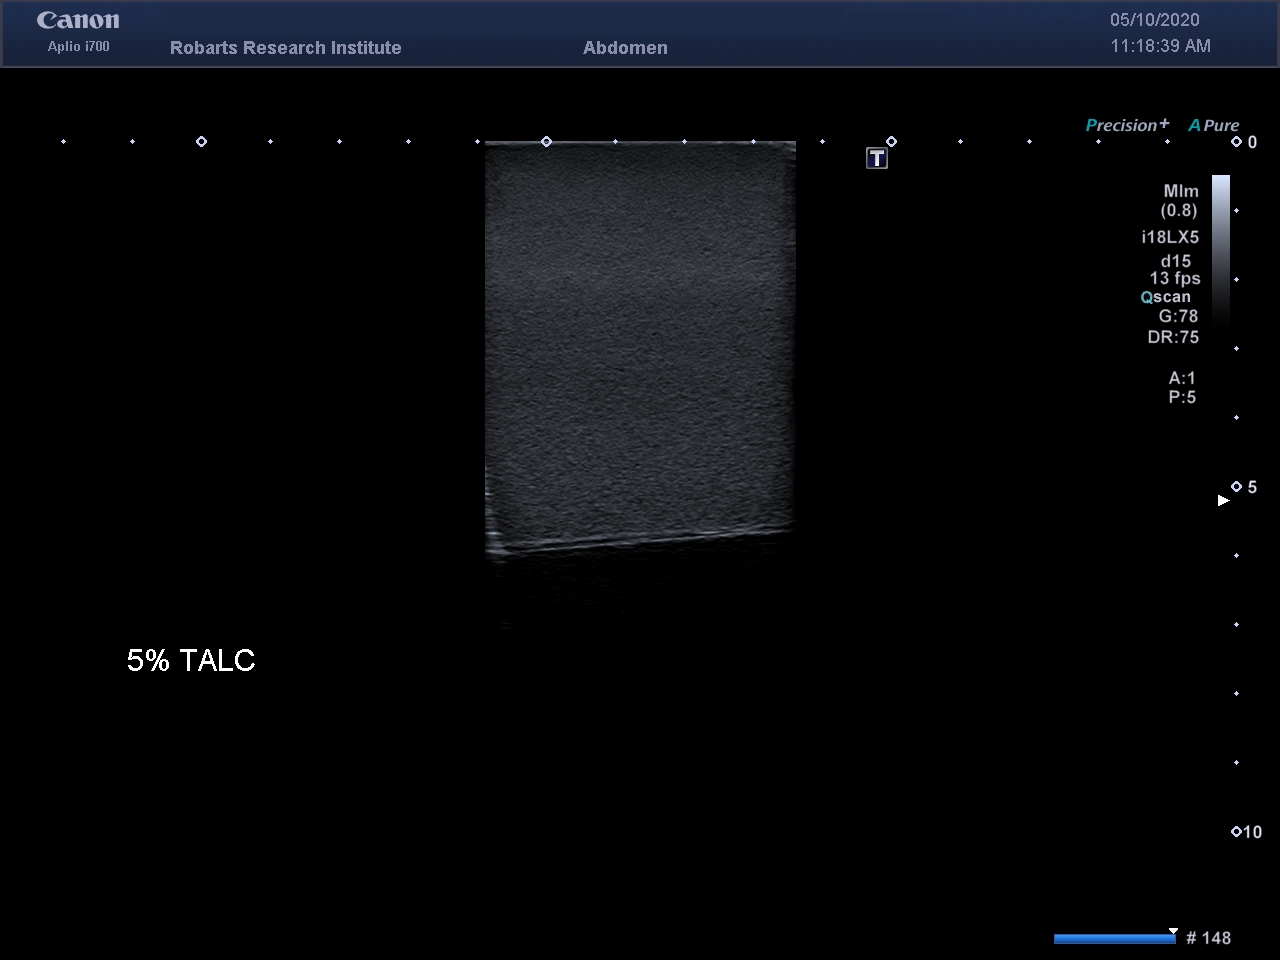 Canon
Aplio i700
Robarts Research Institute
Abdomen
05/10/2020
11:18:39 AM
Precision+ A Pure
T
0
MIm
(0.8)
i18LX5
d15
13 fps
Qscan
G:78
DR:75
A:1
P:5
5
5% TALC
10
# 148